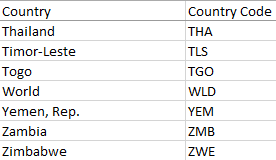 Country Country Code
Thailand THA
Timor-Leste TLS
Togo TGO
World WLD
Yemen, Rep. YEM
Zambia ZMB
Zimbabwe ZWE